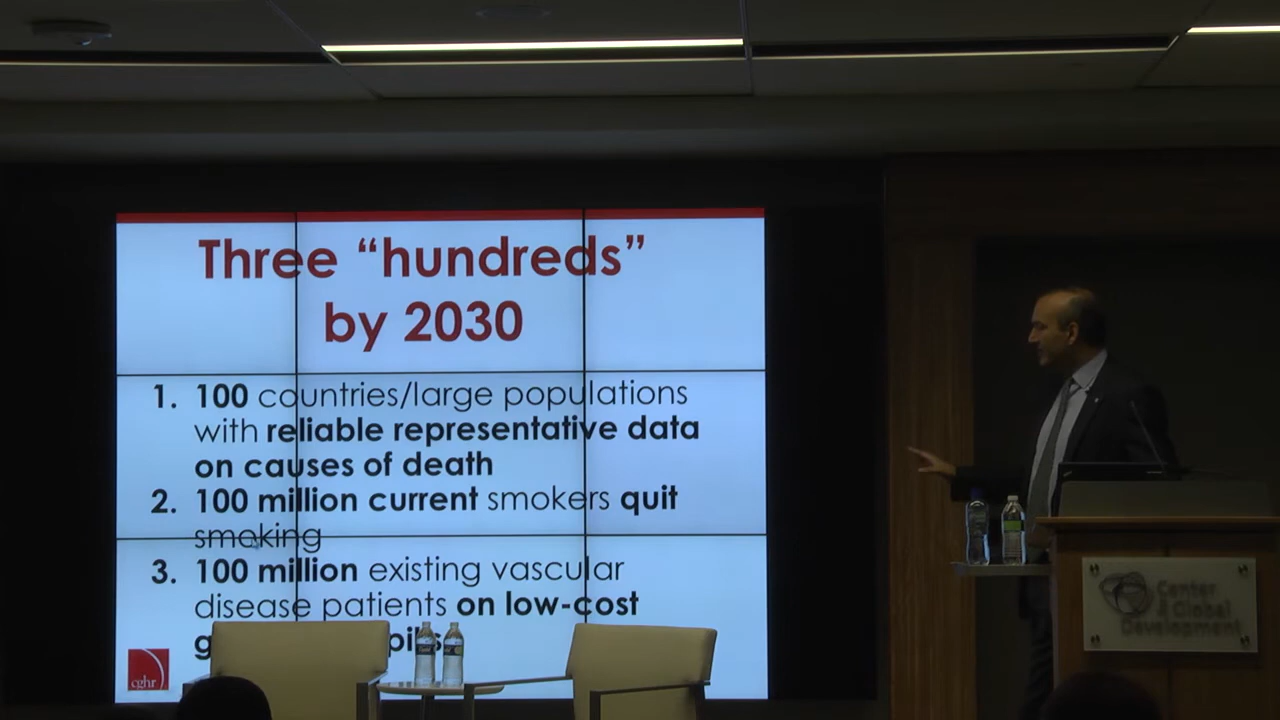 Three “hundreds”
by 2030
1. 100 countries/large populations
with reliable representative data
on causes of death
2. 100 million current smokers quit
smoking
3. 100 million existing vascular
disease patients on low-cost
cghr
Center
Global
Development